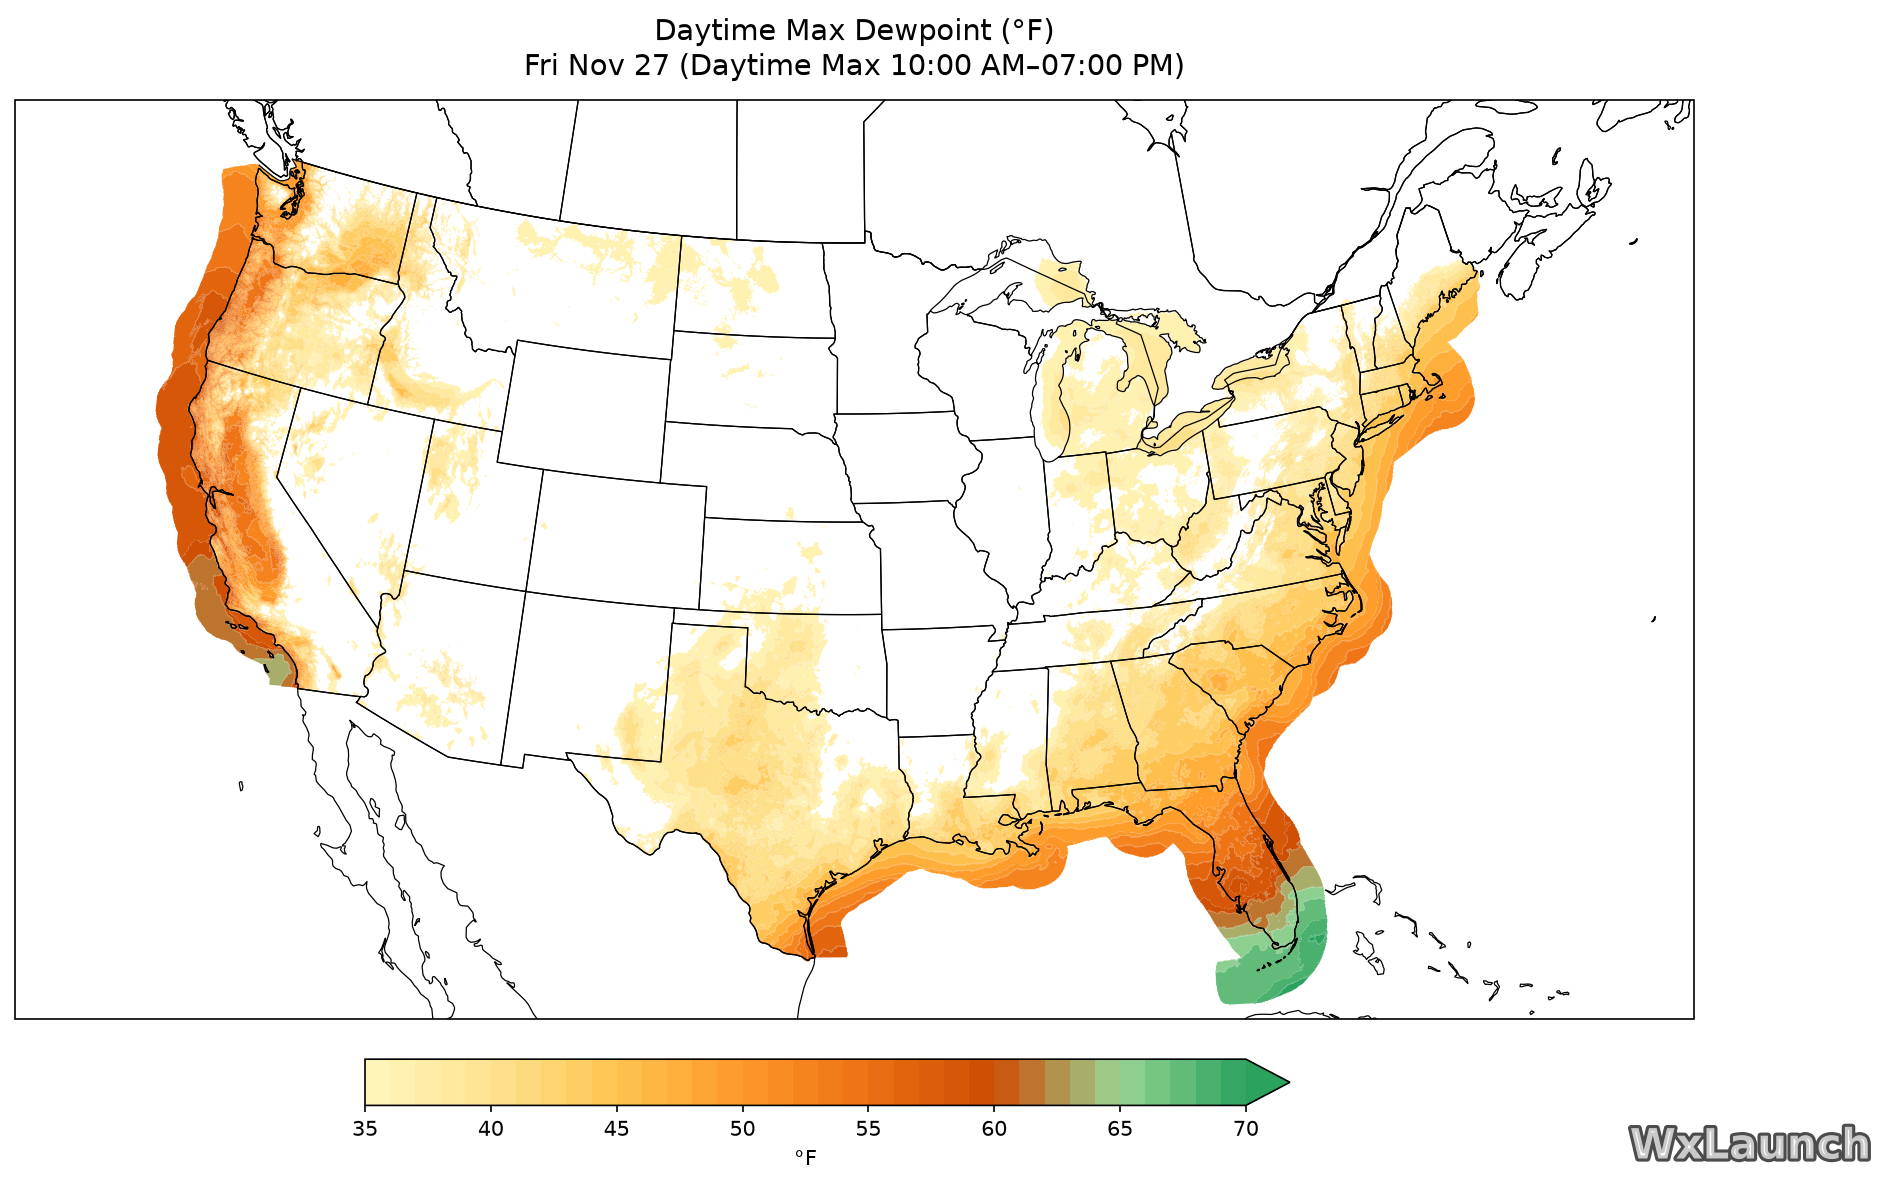 Daytime Max Dewpoint (°F)
Fri Nov 27 (Daytime Max 10:00 AM–07:00 PM)
35 40 45 50 55 60 65 70
°F
WxLaunch